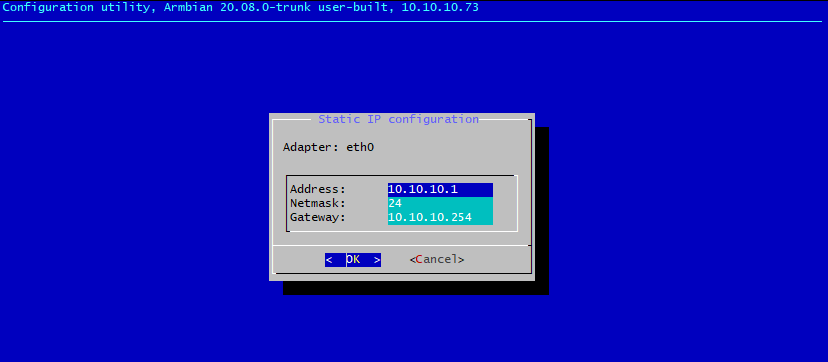 Configuration utility, Armbian 20.08.0-trunk user-built, 10.10.10.73
Static IP configuration
Adapter: eth0
Address: 10.10.10.1
Netmask: 24
Gateway: 10.10.10.254
< OK > <Cancel>